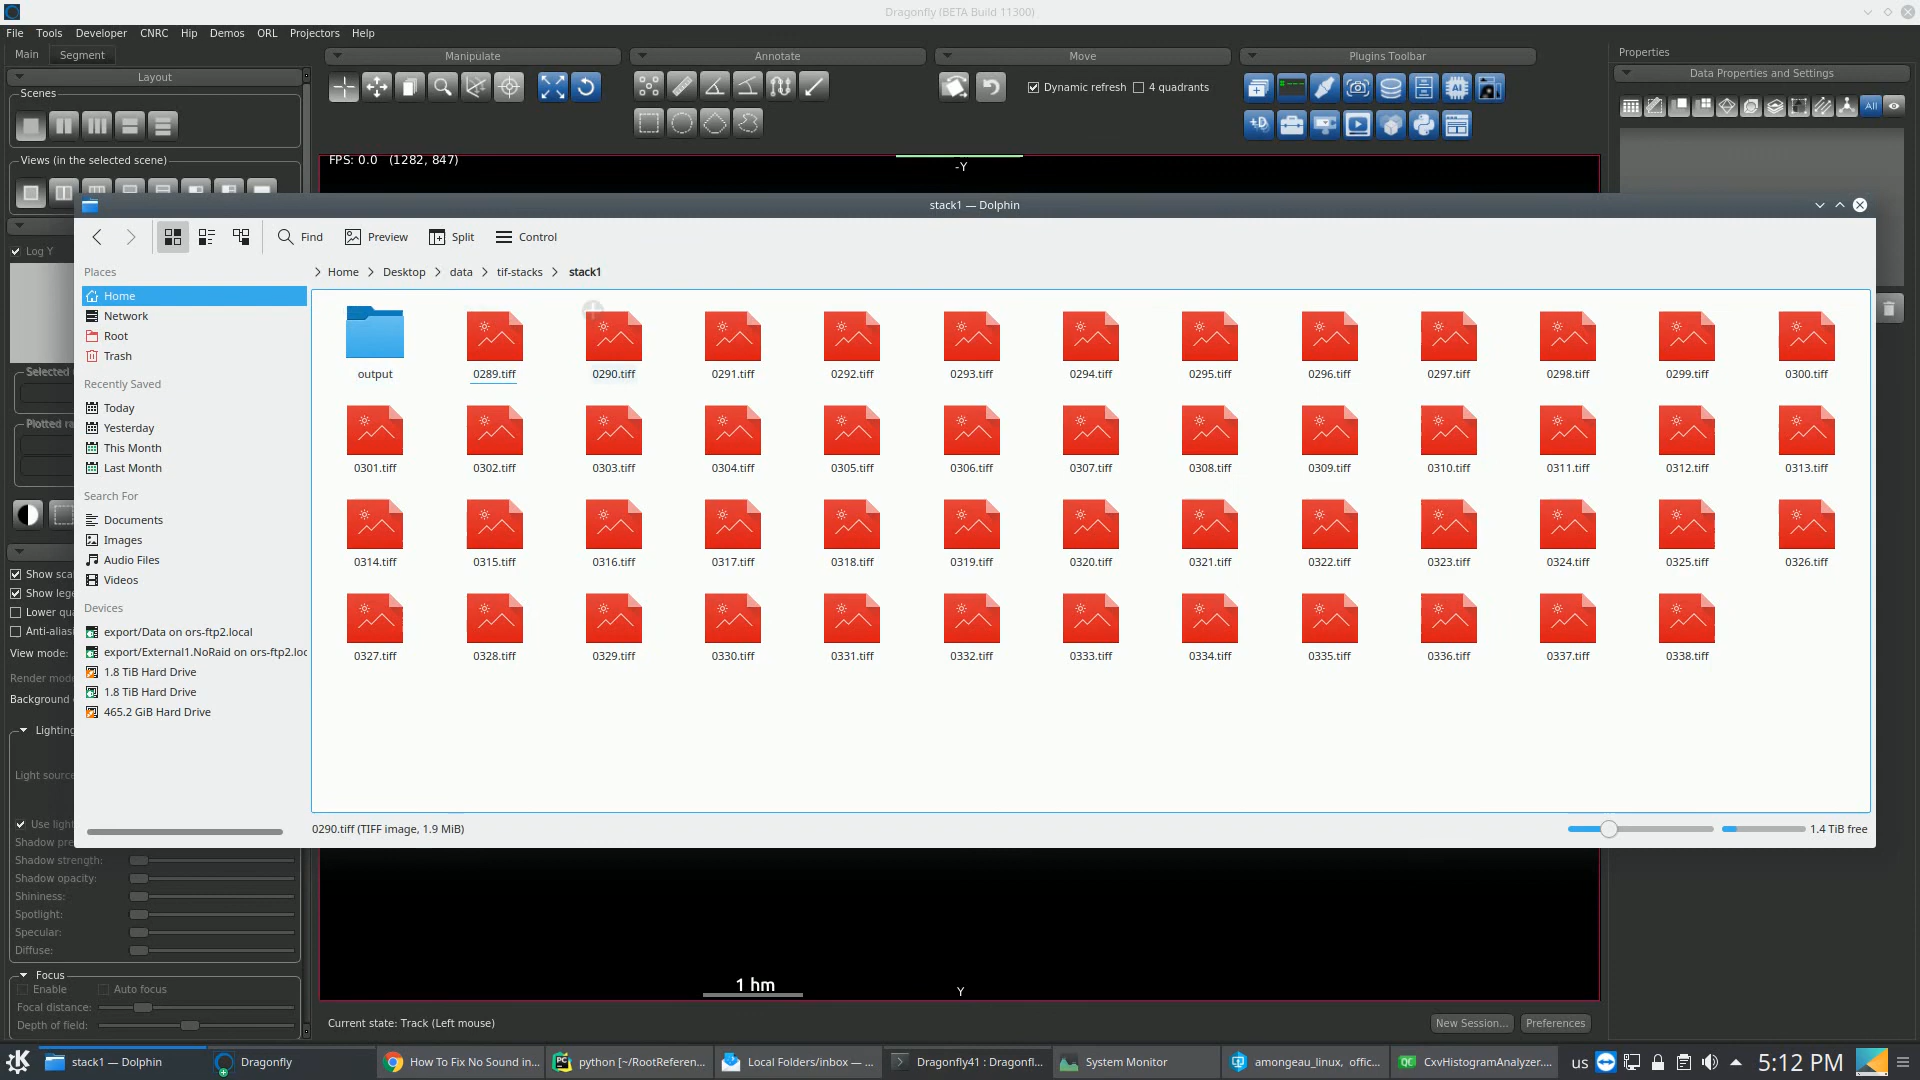 Dragonfly (BETA Build 11300)
File Tools Developer CNRC Hip Demos ORL Projectors Help
Main Segment
Layout
Scenes
Views (in the selected scene)
Log Y
Selected
Plotted
Manipulate
Annotate
Move
Dynamic refresh 4 quadrants
Plugins Toolbar
Properties
Data Properties and Settings
All
FPS: 0.0 (1282, 847)
-Y
stack1 — Dolphin
Find Preview Split Control
Places
Home
Network
Root
Trash
Recently Saved
Today
Yesterday
This Month
Last Month
Search For
Documents
Images
Audio Files
Videos
Devices
export/Data on ors-ftp2.local
export/External1.NoRaid on ors-ftp2.loc
1.8 TiB Hard Drive
1.8 TiB Hard Drive
465.2 GiB Hard Drive
Home Desktop data tif-stacks stack1
output 0289.tiff 0290.tiff 0291.tiff 0292.tiff 0293.tiff 0294.tiff 0295.tiff 0296.tiff 0297.tiff 0298.tiff 0299.tiff 0300.tiff
0301.tiff 0302.tiff 0303.tiff 0304.tiff 0305.tiff 0306.tiff 0307.tiff 0308.tiff 0309.tiff 0310.tiff 0311.tiff 0312.tiff 0313.tiff
0314.tiff 0315.tiff 0316.tiff 0317.tiff 0318.tiff 0319.tiff 0320.tiff 0321.tiff 0322.tiff 0323.tiff 0324.tiff 0325.tiff 0326.tiff
0327.tiff 0328.tiff 0329.tiff 0330.tiff 0331.tiff 0332.tiff 0333.tiff 0334.tiff 0335.tiff 0336.tiff 0337.tiff 0338.tiff
0290.tiff (TIFF image, 1.9 MiB)
1.4 TiB free
Show sca
Show lege
Lower qua
Anti-alias
View mode:
Render mod
Background
Lighting
Light source
Use light
Shadow pre
Shadow strength:
Shadow opacity:
Shininess:
Spotlight:
Specular:
Diffuse:
Focus
Enable Auto focus
Focal distance:
Depth of field:
1 hm
Y
Current state: Track (Left mouse)
New Session... Preferences
stack1 — Dolphin
Dragonfly
How To Fix No Sound in...
python [~/RootReferen...
Local Folders/inbox — ...
Dragonfly41 : Dragonfl...
System Monitor
amongeau_linux, offic...
CxvHistogramAnalyzer....
us
5:12 PM